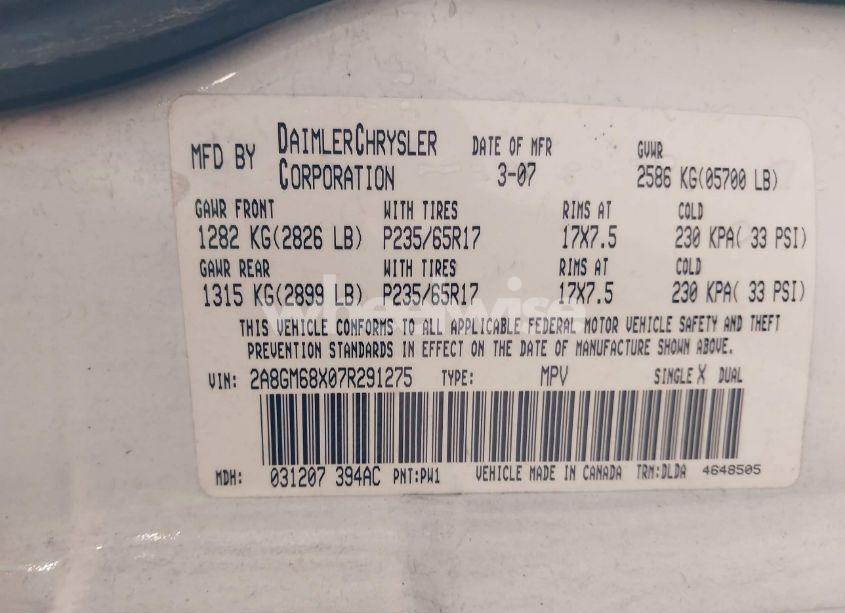 MFD BY DAIMLERCHRYSLER CORPORATION DATE OF MFR 3-07 GVWR 2586 KG(05700 LB)
GAWR FRONT WITH TIRES RIMS AT COLD
1282 KG(2826 LB) P235/65R17 17X7.5 230 KPA( 33 PSI)
GAWR REAR WITH TIRES RIMS AT COLD
1315 KG(2899 LB) P235/65R17 17X7.5 230 KPA( 33 PSI)
wheelwise
THIS VEHICLE CONFORMS TO ALL APPLICABLE FEDERAL MOTOR VEHICLE SAFETY AND THEFT
PREVENTION STANDARDS IN EFFECT ON THE DATE OF MANUFACTURE SHOWN ABOVE.
VIN: 2A8GM68X07R291275 TYPE: MPV SINGLE X DUAL
MDH: 031207 394AC PNT:PW1 VEHICLE MADE IN CANADA TRM:DLDA 4648505